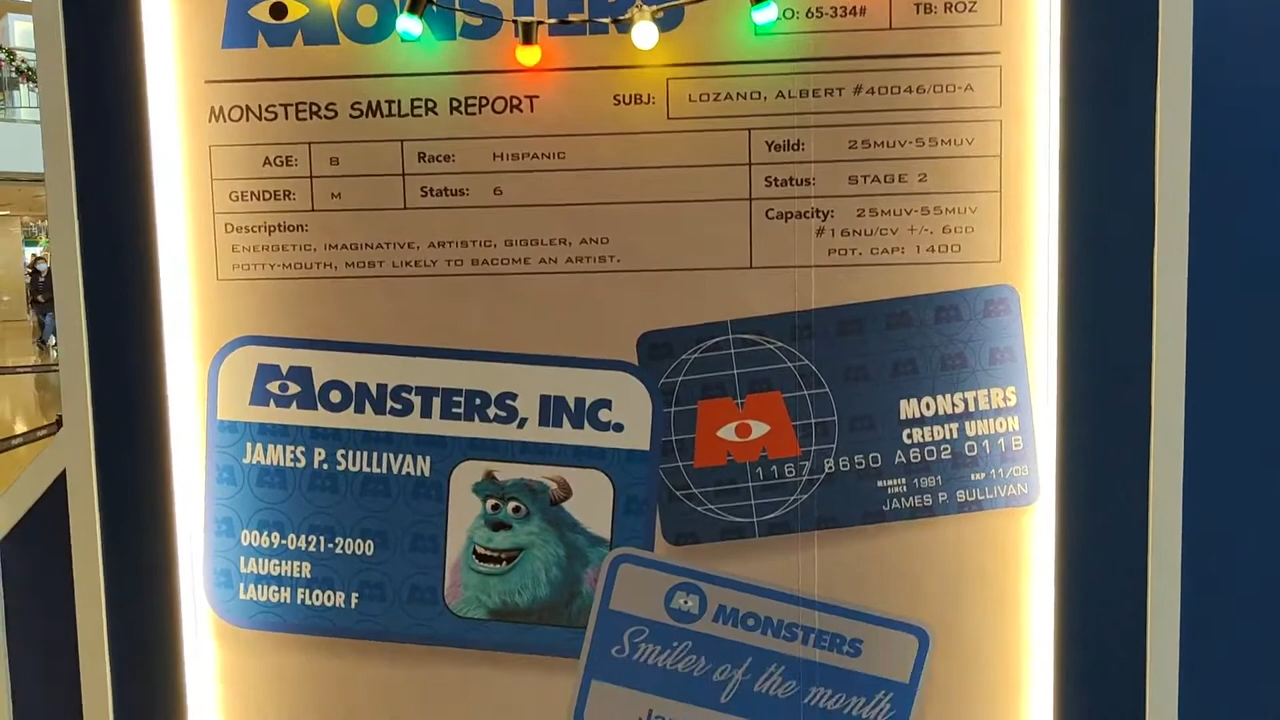 MONSTERS
LO: 65-334#
TB: ROZ
MONSTERS SMILER REPORT
SUBJ:
LOZANO, ALBERT #40046/00-A
AGE:
8
Race: HISPANIC
Yeild: 25MUV-55MUV
GENDER:
M
Status: 6
Status: STAGE 2
Description:
ENERGETIC, IMAGINATIVE, ARTISTIC, GIGGLER, AND
POTTY-MOUTH, MOST LIKELY TO BACOME AN ARTIST.
Capacity: 25MUV-55MUV
#16NU/CV +/- 6CD
POT. CAP: 1400
MONSTERS, INC.
JAMES P. SULLIVAN
0069-0421-2000
LAUGHER
LAUGH FLOOR F
MONSTERS
CREDIT UNION
1167 8650 A602 011B
MEMBER SINCE 1991 EXP 11/03
JAMES P. SULLIVAN
MONSTERS
Smiler of the month